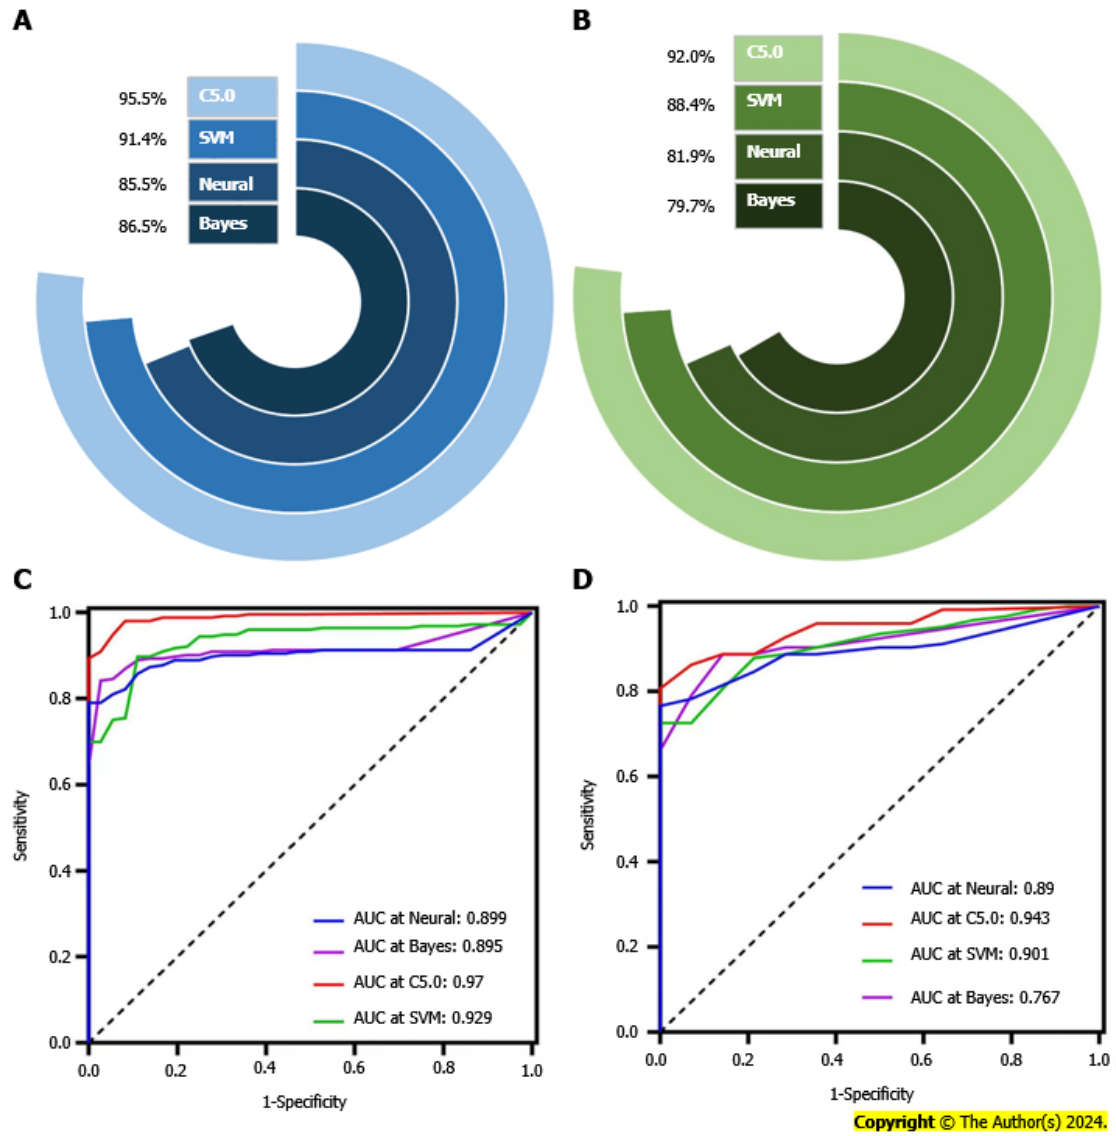 A
95.5% C5.0
91.4% SVM
85.5% Neural
86.5% Bayes
B
92.0% C5.0
88.4% SVM
81.9% Neural
79.7% Bayes
C
1.0
0.8
0.6
0.4
0.2
0.0
Sensitivity
AUC at Neural: 0.899
AUC at Bayes: 0.895
AUC at C5.0: 0.97
AUC at SVM: 0.929
0.0 0.2 0.4 0.6 0.8 1.0
1-Specificity
D
1.0
0.8
0.6
0.4
0.2
0.0
Sensitivity
AUC at Neural: 0.89
AUC at C5.0: 0.943
AUC at SVM: 0.901
AUC at Bayes: 0.767
0.0 0.2 0.4 0.6 0.8 1.0
1-Specificity
Copyright © The Author(s) 2024.